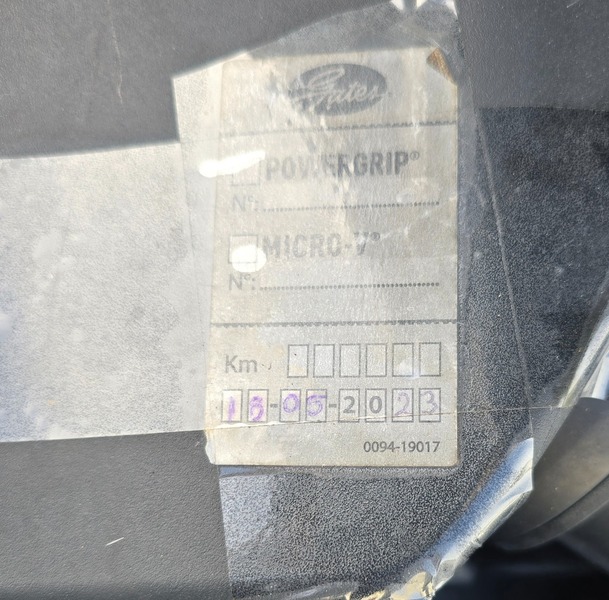 Gates
POWERGRIP®
N°:
MICRO-V®
N°:
Km
18-05-2023
0094-19017